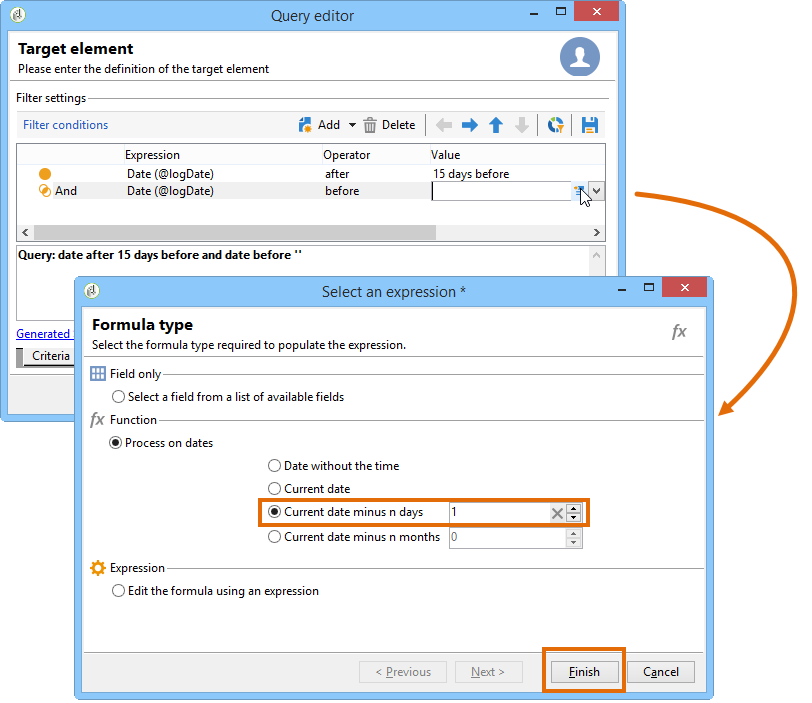 Query editor
Target element
Please enter the definition of the target element
Filter settings
Filter conditions Add Delete
Expression Operator Value
Date (@logDate) after 15 days before
And Date (@logDate) before
Query: date after 15 days before and date before ''
Generated
Criteria
Select an expression *
Formula type
Select the formula type required to populate the expression.
fx
Field only
Select a field from a list of available fields
fx Function
Process on dates
Date without the time
Current date
Current date minus n days 1
Current date minus n months 0
Expression
Edit the formula using an expression
< Previous Next > Finish Cancel